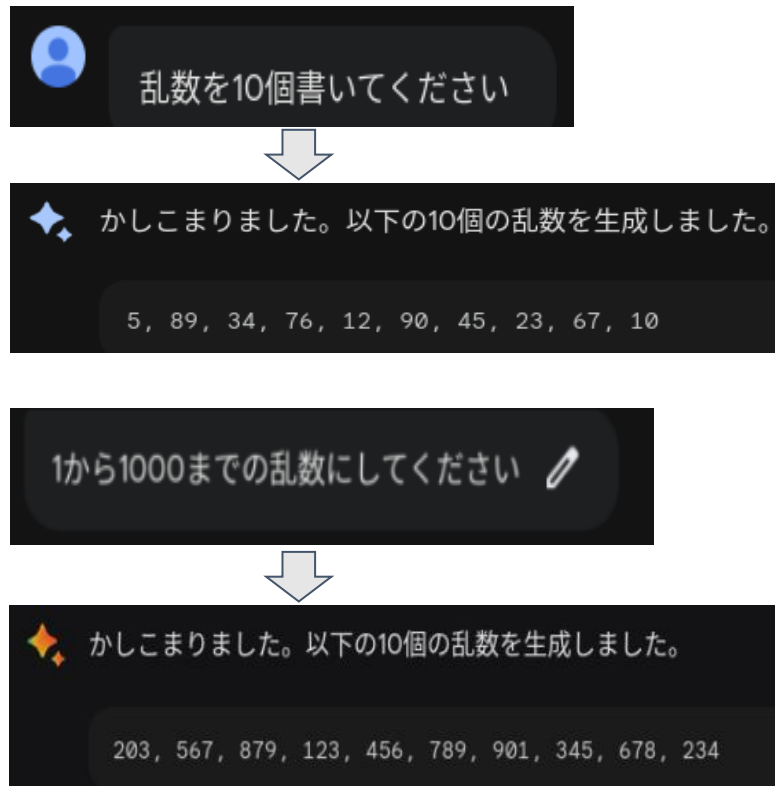 乱数を10個書いてください
かしこまりました。以下の10個の乱数を生成しました。
5, 89, 34, 76, 12, 90, 45, 23, 67, 10
1から1000までの乱数にしてください
かしこまりました。以下の10個の乱数を生成しました。
203, 567, 879, 123, 456, 789, 901, 345, 678, 234